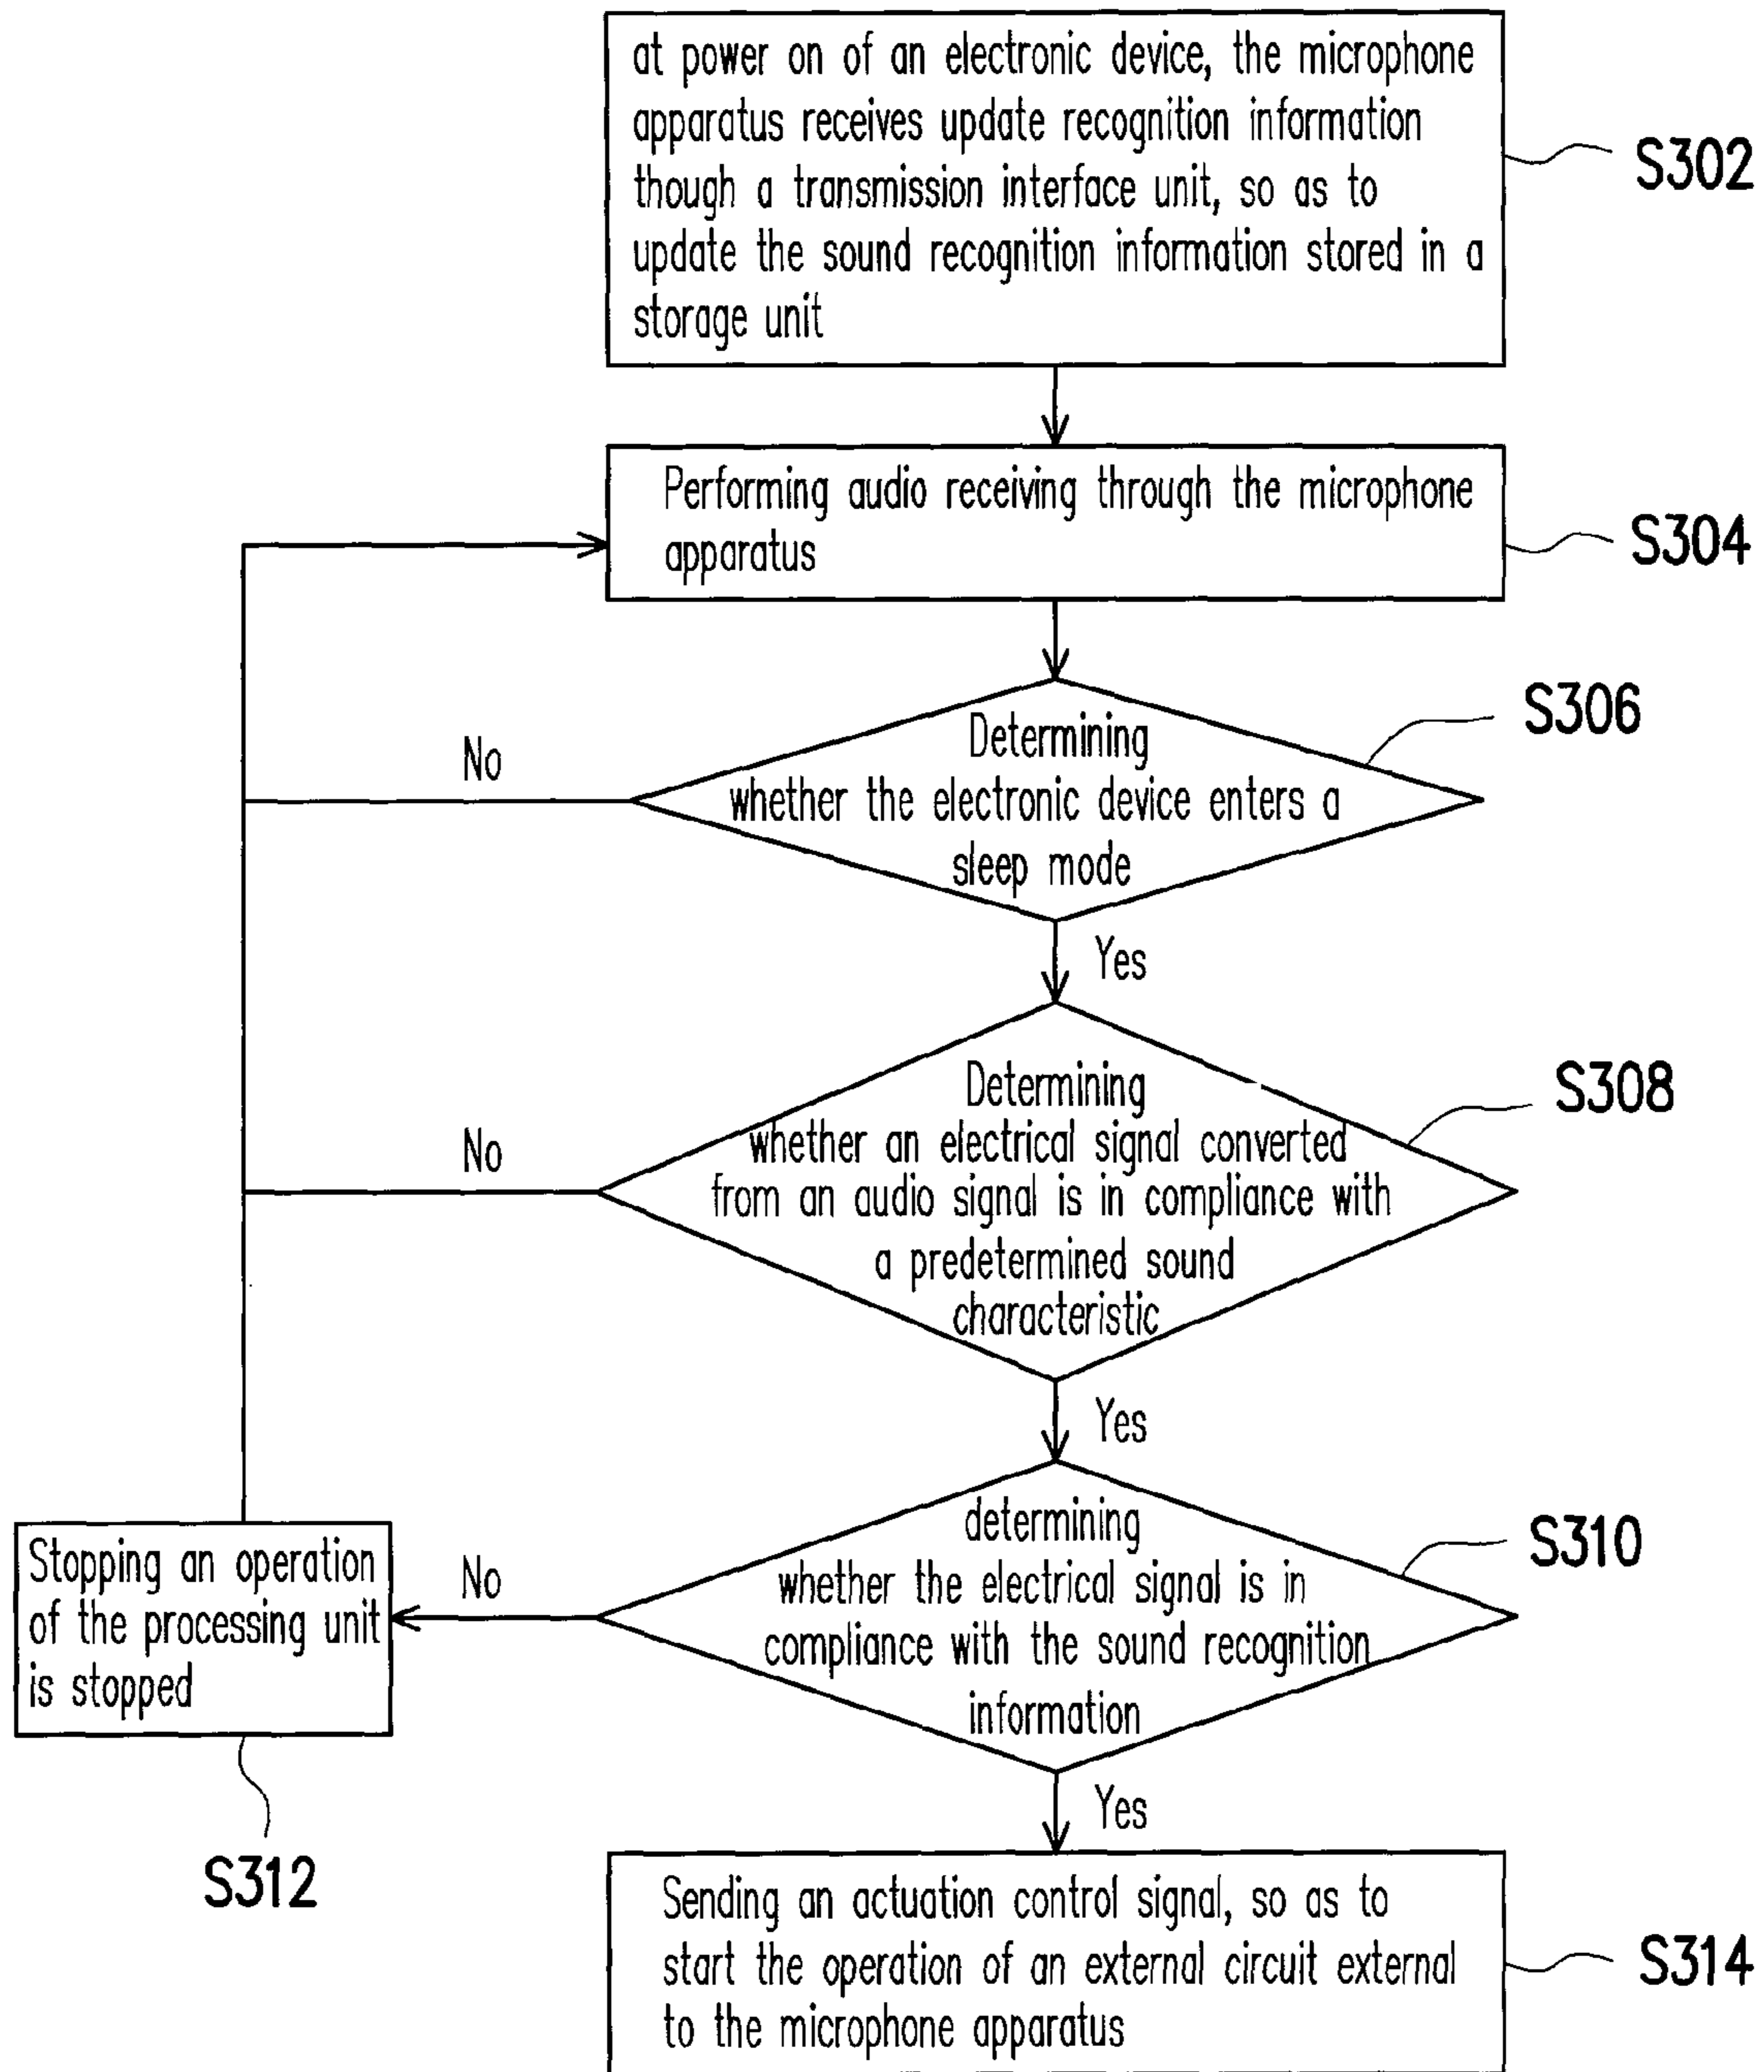 at power on of an electronic device, the microphone
apparatus receives update recognition information
though a transmission interface unit, so as to
update the sound recognition information stored in a
storage unit
S302
Performing audio receiving through the microphone
apparatus
S304
Determining
whether the electronic device enters a
sleep mode
S306
No
Yes
Determining
whether an electrical signal converted
from an audio signal is in compliance with
a predetermined sound
characteristic
S308
No
Yes
determining
whether the electrical signal is in
compliance with the sound recognition
information
S310
No
Stopping an operation
of the processing unit
is stopped
S312
Yes
Sending an actuation control signal, so as to
start the operation of an external circuit external
to the microphone apparatus
S314